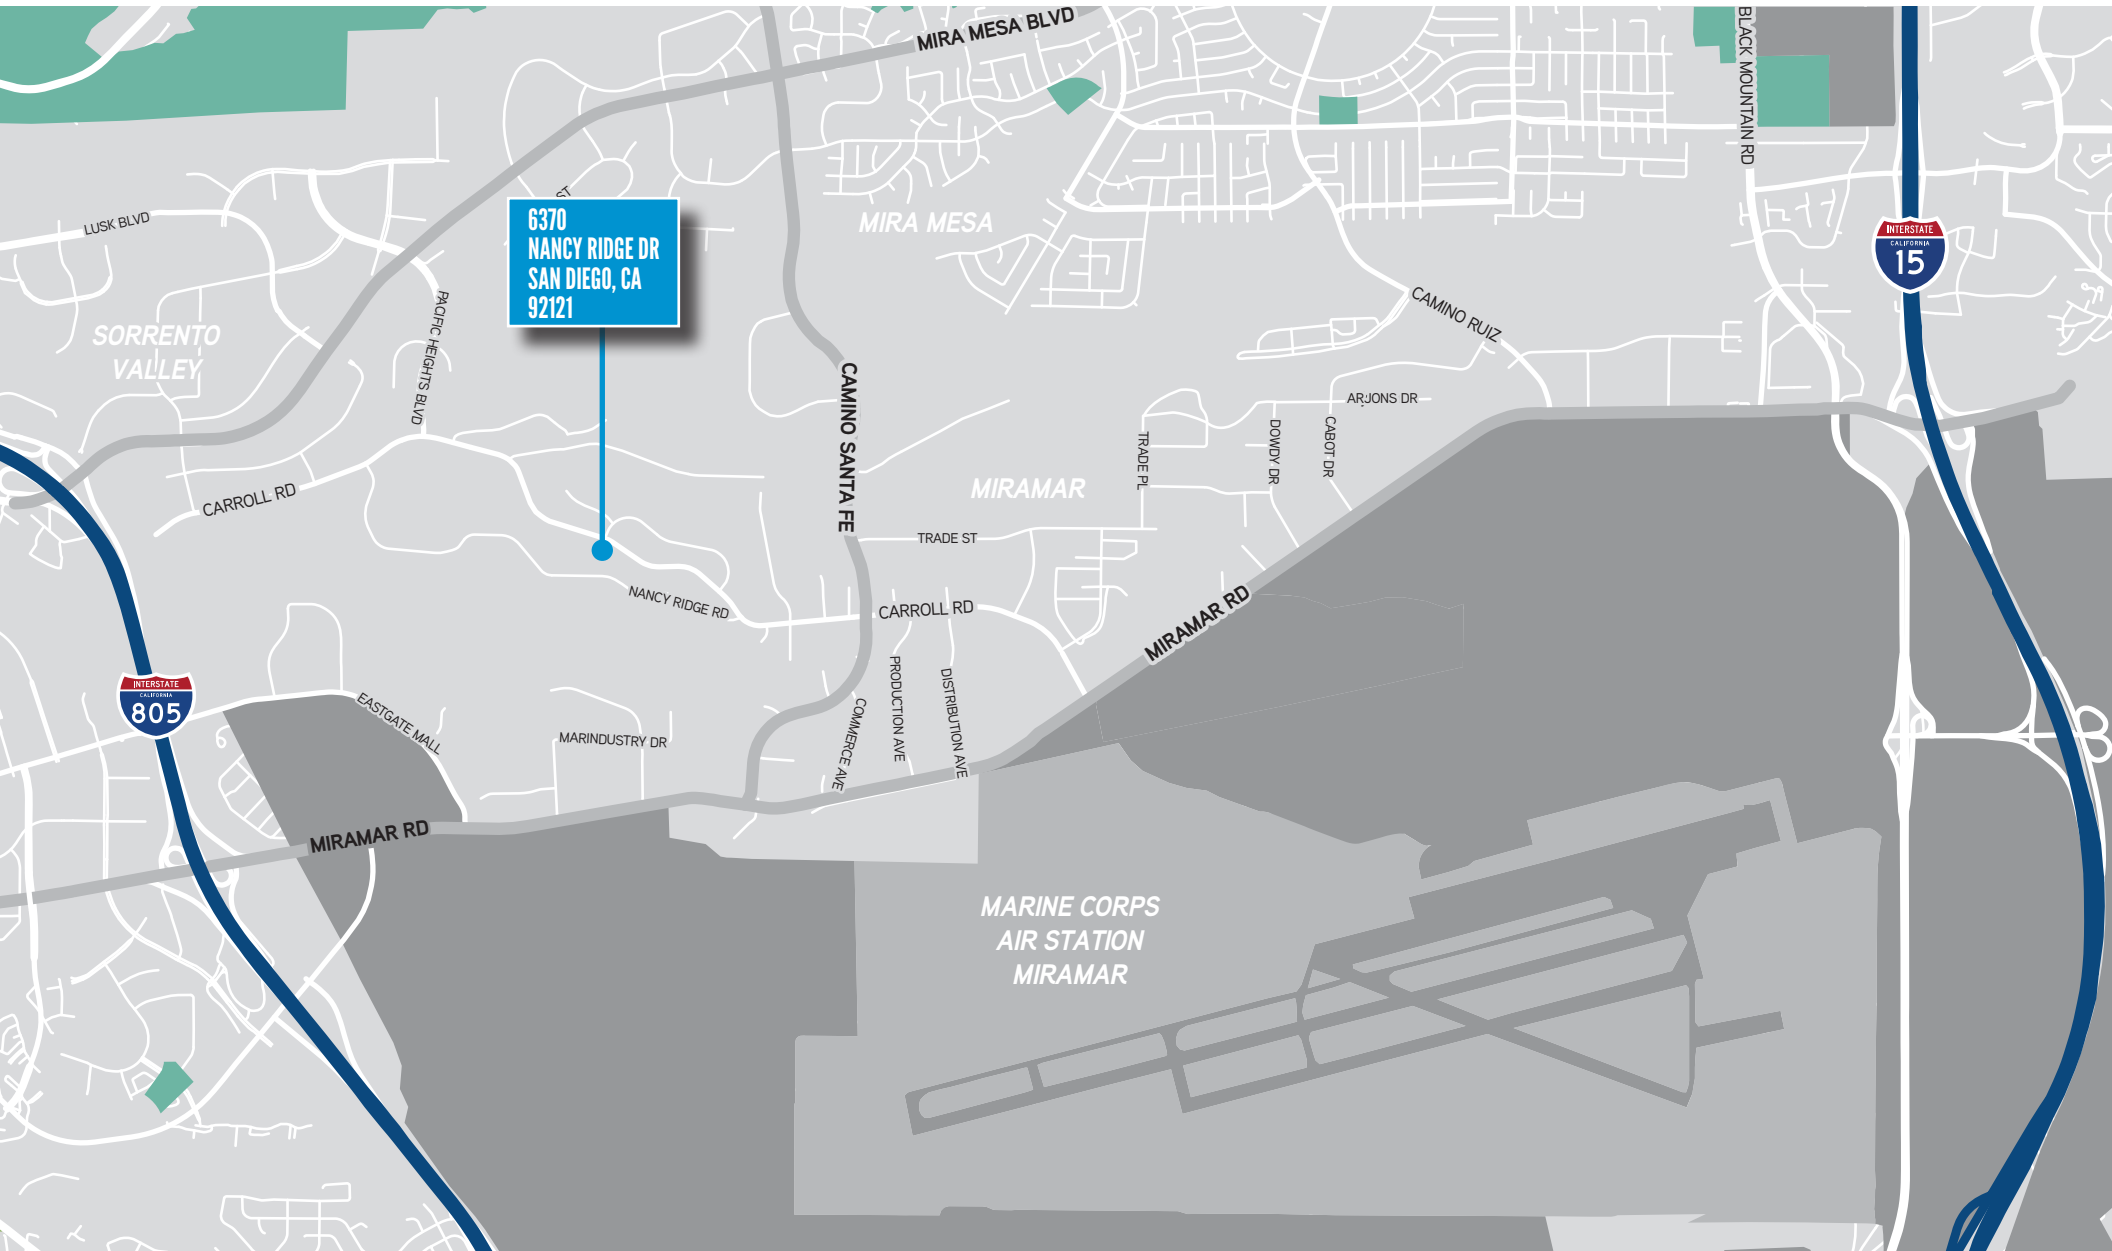 MIRA MESA BLVD
BLACK MOUNTAIN RD
ST
6370
NANCY RIDGE DR
SAN DIEGO, CA
92121
LUSK BLVD
MIRA MESA
INTERSTATE
CALIFORNIA
15
PACIFIC HEIGHTS BLVD
CAMINO RUIZ
SORRENTO
VALLEY
CAMINO SANTA FE
ARJONS DR
TRADE PL
DOWDY DR
CABOT DR
MIRAMAR
CARROLL RD
TRADE ST
NANCY RIDGE RD
CARROLL RD
MIRAMAR RD
INTERSTATE
CALIFORNIA
805
EASTGATE MALL
MARINDUSTRY DR
COMMERCE AVE
PRODUCTION AVE
DISTRIBUTION AVE
MIRAMAR RD
MARINE CORPS
AIR STATION
MIRAMAR